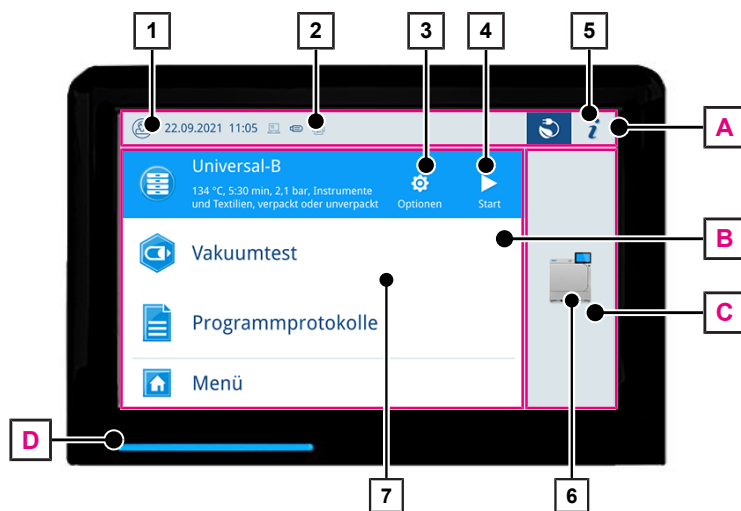 1
2
3
4
5
22.09.2021 11:05
i
A
Universal-B
134 °C, 5:30 min, 2,1 bar, Instrumente
und Textilien, verpackt oder unverpackt
Optionen
Start
B
Vakuumtest
C
Programmprotokolle
Menü
D
7
6